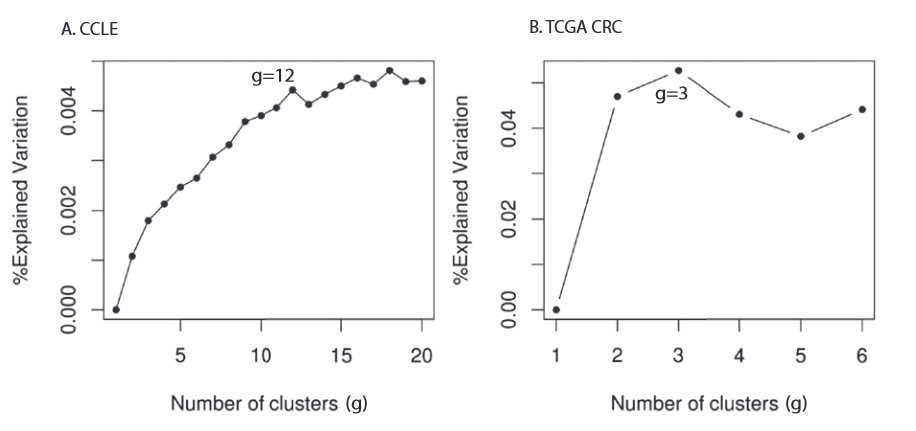 A. CCLE
g=12
%Explained Variation
0.004
0.002
0.000
5 10 15 20
Number of clusters (g)
B. TCGA CRC
g=3
%Explained Variation
0.04
0.02
0.00
1 2 3 4 5 6
Number of clusters (g)